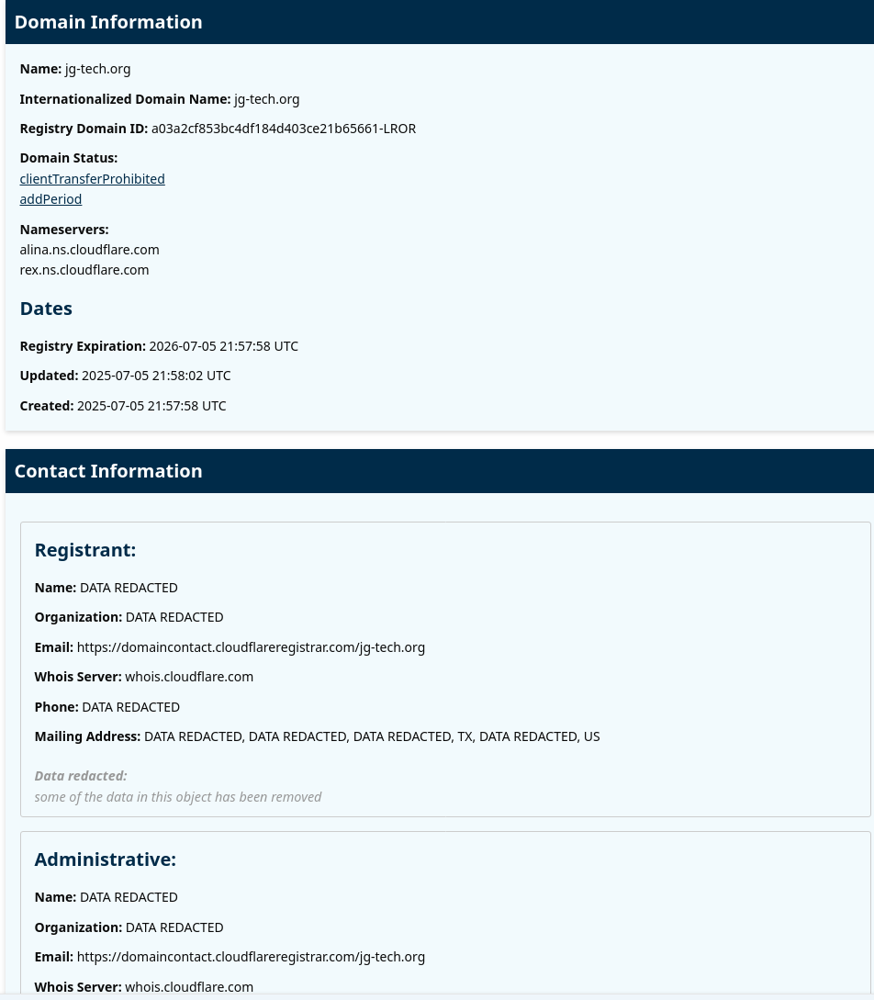 Domain Information
Name: jg-tech.org
Internationalized Domain Name: jg-tech.org
Registry Domain ID: a03a2cf853bc4df184d403ce21b65661-LROR
Domain Status:
clientTransferProhibited
addPeriod
Nameservers:
alina.ns.cloudflare.com
rex.ns.cloudflare.com
Dates
Registry Expiration: 2026-07-05 21:57:58 UTC
Updated: 2025-07-05 21:58:02 UTC
Created: 2025-07-05 21:57:58 UTC
Contact Information
Registrant:
Name: DATA REDACTED
Organization: DATA REDACTED
Email: https://domaincontact.cloudflareregistrar.com/jg-tech.org
Whois Server: whois.cloudflare.com
Phone: DATA REDACTED
Mailing Address: DATA REDACTED, DATA REDACTED, DATA REDACTED, TX, DATA REDACTED, US
Data redacted:
some of the data in this object has been removed
Administrative:
Name: DATA REDACTED
Organization: DATA REDACTED
Email: https://domaincontact.cloudflareregistrar.com/jg-tech.org
Whois Server: whois.cloudflare.com